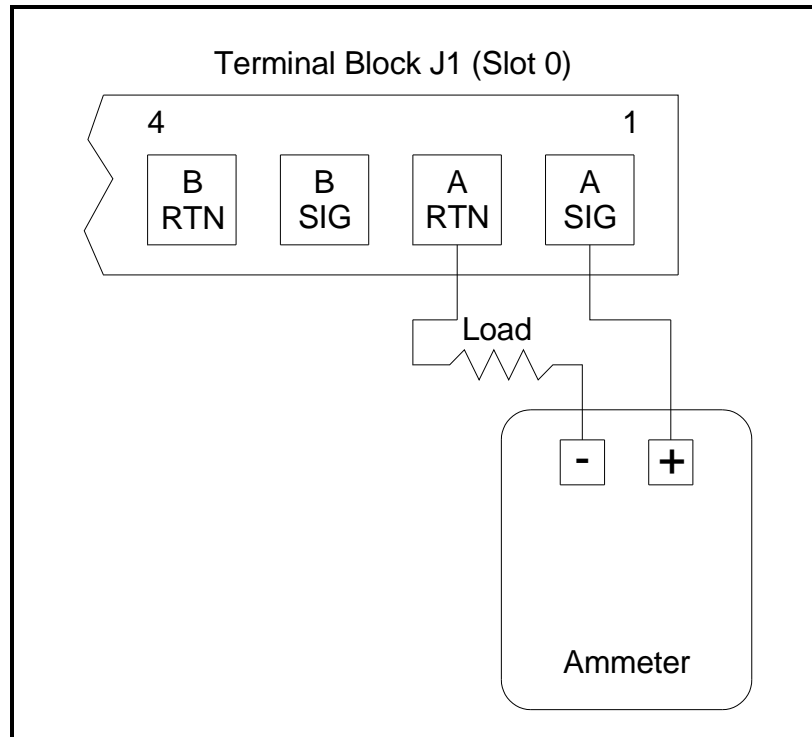 Terminal Block J1 (Slot 0)
4 1
B B A A
RTN SIG RTN SIG
Load
- +
Ammeter